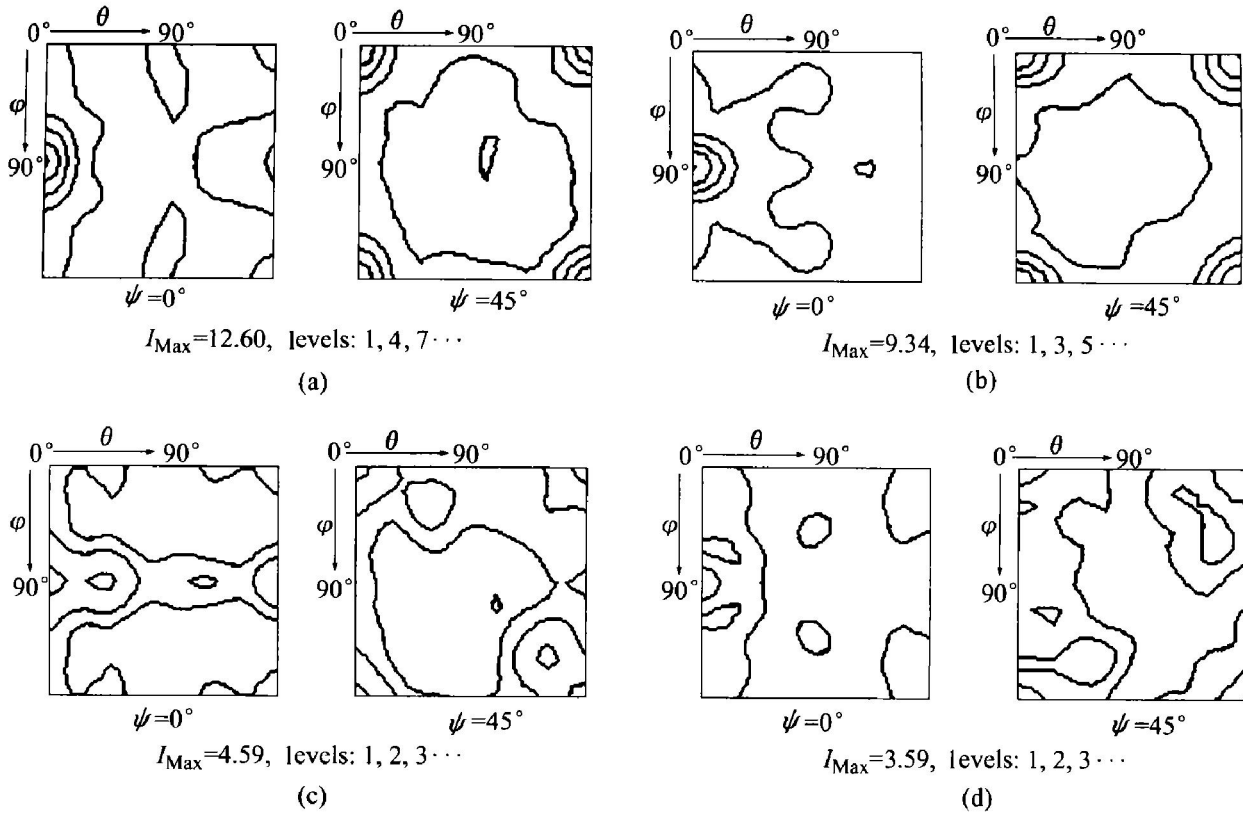 θ
0° 90°
φ
90°
ψ=0°
θ
0° 90°
φ
90°
ψ=45°
I_Max=12.60, levels: 1, 4, 7···
(a)
θ
0° 90°
φ
90°
ψ=0°
θ
0° 90°
φ
90°
ψ=45°
I_Max=9.34, levels: 1, 3, 5···
(b)
θ
0° 90°
φ
90°
ψ=0°
θ
0° 90°
φ
90°
ψ=45°
I_Max=4.59, levels: 1, 2, 3···
(c)
θ
0° 90°
φ
90°
ψ=0°
θ
0° 90°
φ
90°
ψ=45°
I_Max=3.59, levels: 1, 2, 3···
(d)